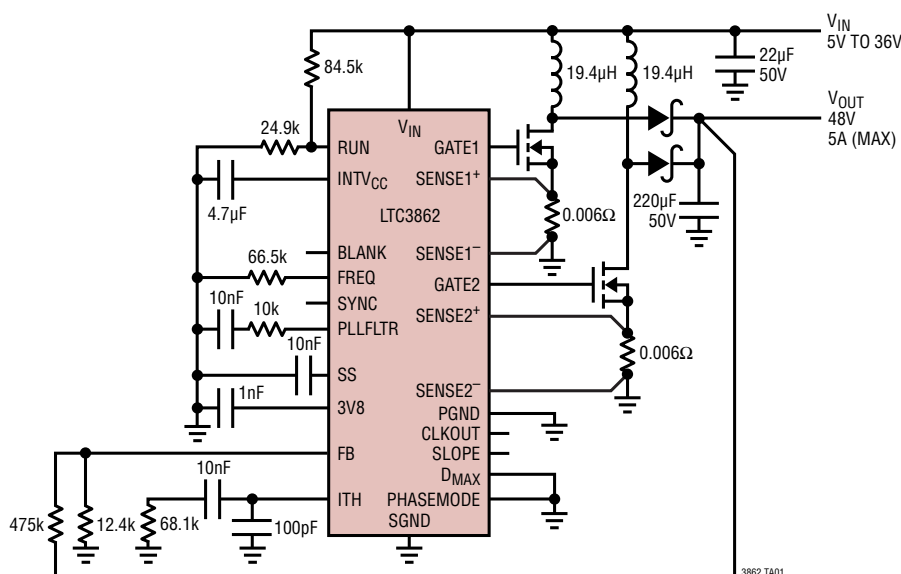 V_IN
5V TO 36V
84.5k
19.4µH
19.4µH
22µF
50V
V_OUT
48V
5A (MAX)
24.9k
V_IN
RUN
GATE1
INTV_CC
SENSE1+
4.7µF
LTC3862
0.006Ω
220µF
50V
BLANK
SENSE1−
66.5k
FREQ
GATE2
10nF
10k
SYNC
SENSE2+
PLLFLTR
10nF
0.006Ω
SS
SENSE2−
1nF
3V8
PGND
CLKOUT
FB
SLOPE
10nF
D_MAX
ITH
PHASEMODE
475k
12.4k
68.1k
100pF
SGND
3862 TA01